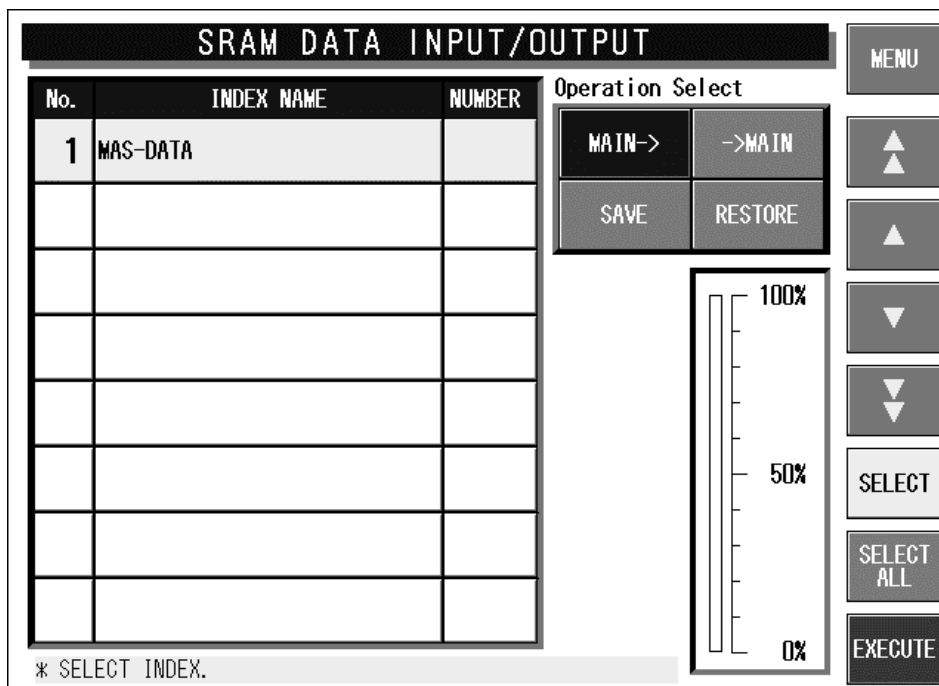 SRAM DATA INPUT/OUTPUT
No. INDEX NAME NUMBER
1 MAS-DATA
Operation Select
MAIN-> ->MAIN
SAVE RESTORE
100%
50%
0%
* SELECT INDEX.
MENU
SELECT
SELECT
ALL
EXECUTE